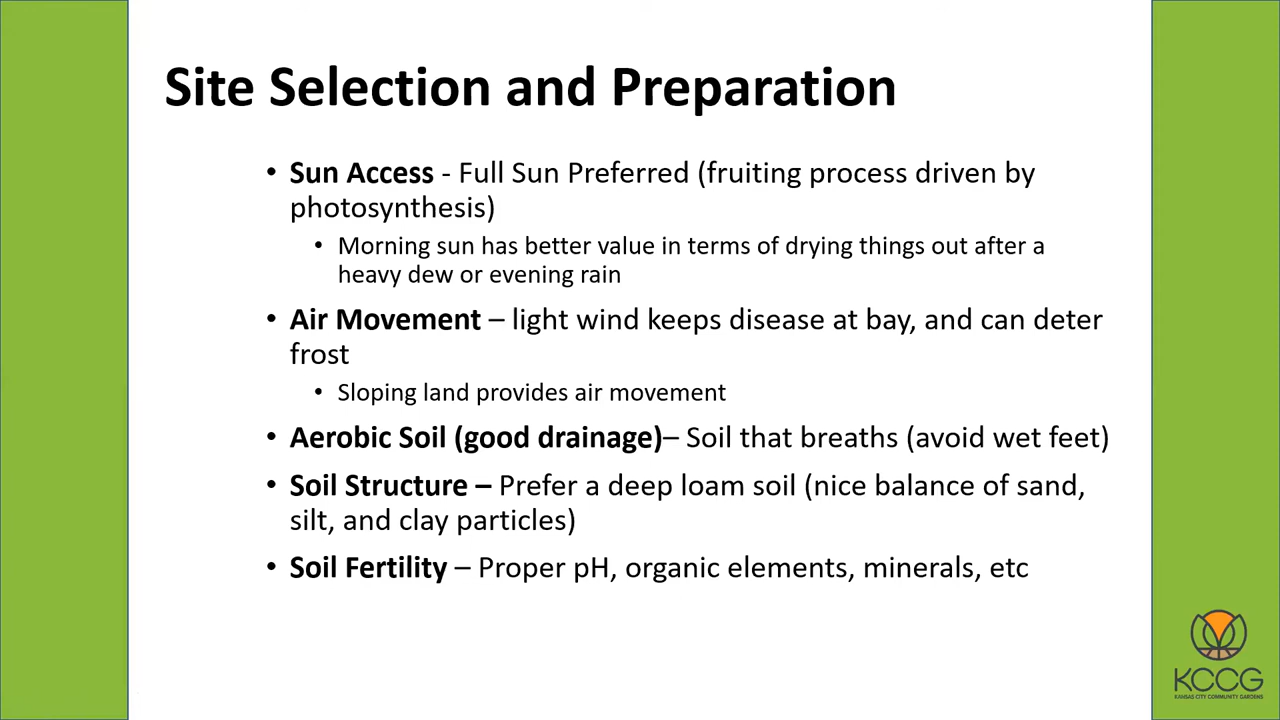 Site Selection and Preparation
• Sun Access - Full Sun Preferred (fruiting process driven by
photosynthesis)
• Morning sun has better value in terms of drying things out after a
heavy dew or evening rain
• Air Movement – light wind keeps disease at bay, and can deter
frost
• Sloping land provides air movement
• Aerobic Soil (good drainage)– Soil that breaths (avoid wet feet)
• Soil Structure – Prefer a deep loam soil (nice balance of sand,
silt, and clay particles)
• Soil Fertility – Proper pH, organic elements, minerals, etc
KCCG
KANSAS CITY COMMUNITY GARDENS